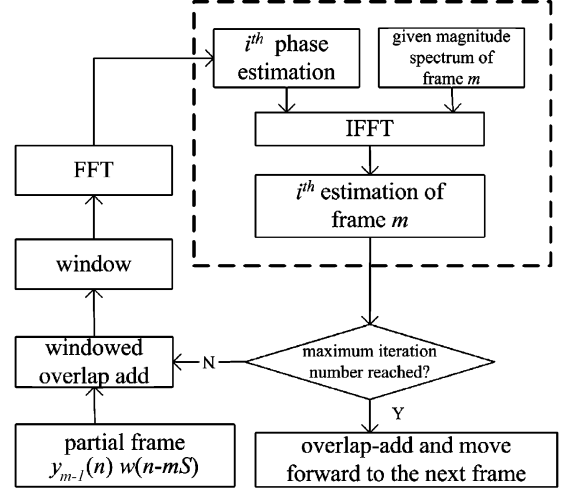 i^th phase
estimation
given magnitude
spectrum of
frame m
IFFT
i^th estimation of
frame m
FFT
window
windowed
overlap add
N
maximum iteration
number reached?
Y
partial frame
y_{m-1}(n) w(n-mS)
overlap-add and move
forward to the next frame